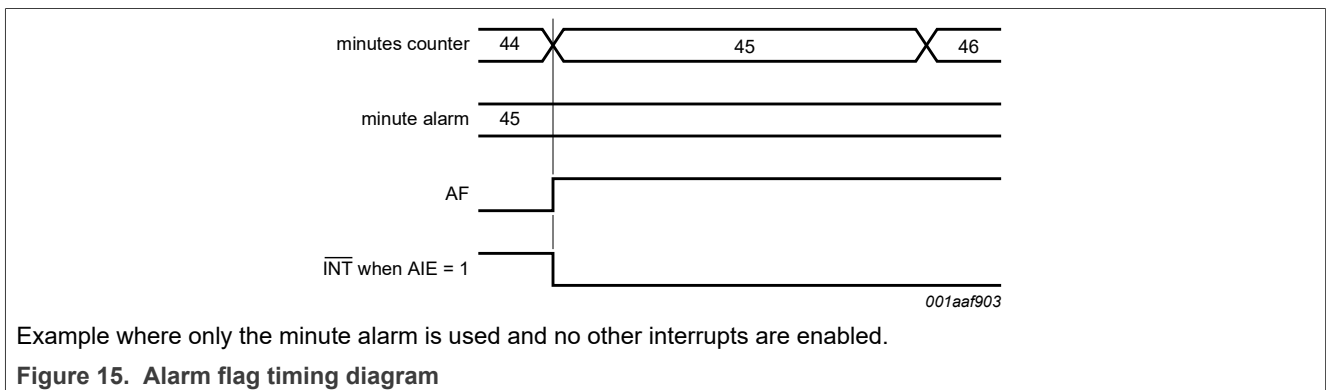 minutes counter 44 45 46
minute alarm 45
AF
INT when AIE = 1
001aaf903
Example where only the minute alarm is used and no other interrupts are enabled.
Figure 15. Alarm flag timing diagram